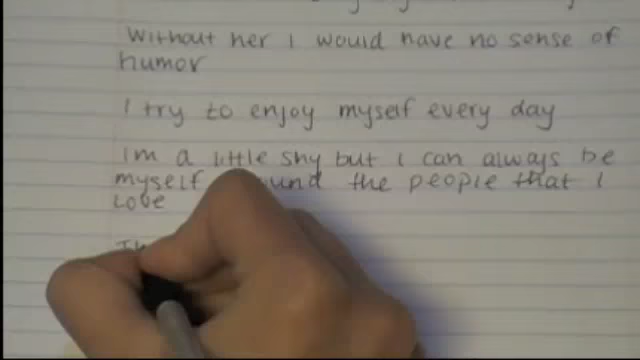 Without her I would have no sense of
humor
I try to enjoy myself every day
Im a little shy but I can always be
myself the people that I
love